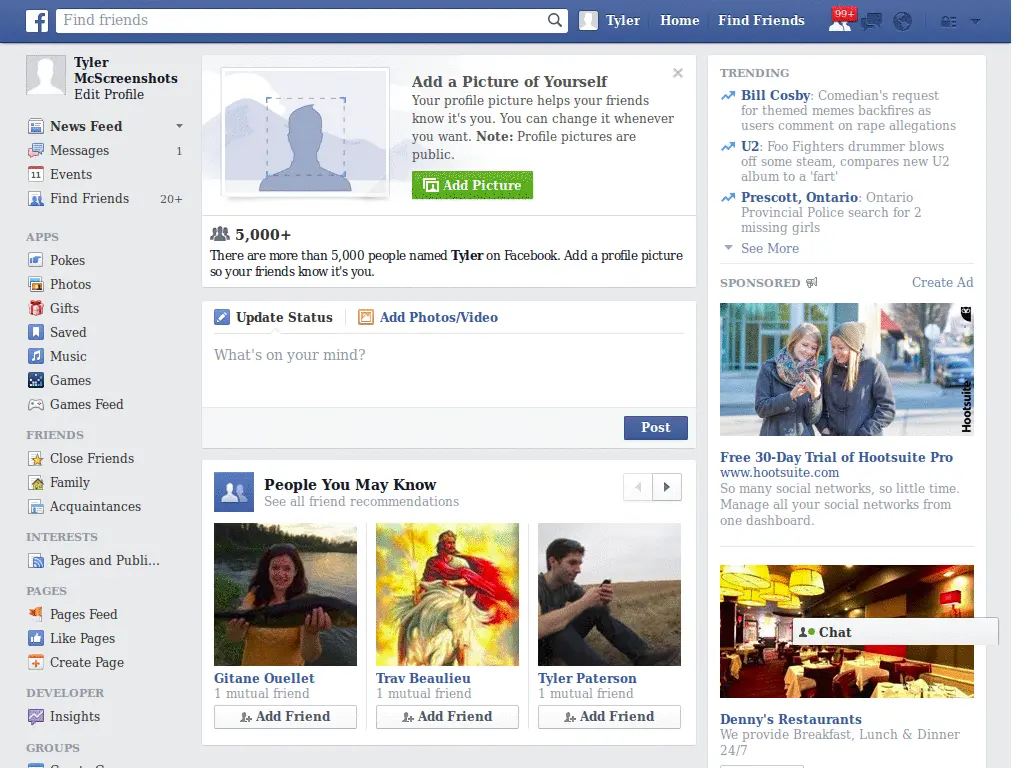 f
Find friends
Tyler
Home
Find Friends
99+
Tyler
McScreenshots
Edit Profile
News Feed
Messages
1
11
Events
Find Friends
20+
APPS
Pokes
Photos
Gifts
Saved
Music
Games
Games Feed
FRIENDS
Close Friends
Family
Acquaintances
INTERESTS
Pages and Publi...
PAGES
Pages Feed
Like Pages
Create Page
DEVELOPER
Insights
GROUPS
Add a Picture of Yourself
Your profile picture helps your friends
know it's you. You can change it whenever
you want. Note: Profile pictures are
public.
Add Picture
5,000+
There are more than 5,000 people named Tyler on Facebook. Add a profile picture
so your friends know it's you.
Update Status
Add Photos/Video
What's on your mind?
Post
People You May Know
See all friend recommendations
Gitane Ouellet
1 mutual friend
Add Friend
Trav Beaulieu
1 mutual friend
Add Friend
Tyler Paterson
1 mutual friend
Add Friend
TRENDING
Bill Cosby: Comedian's request
for themed memes backfires as
users comment on rape allegations
U2: Foo Fighters drummer blows
off some steam, compares new U2
album to a 'fart'
Prescott, Ontario: Ontario
Provincial Police search for 2
missing girls
See More
SPONSORED
Create Ad
Hootsuite
Free 30-Day Trial of Hootsuite Pro
www.hootsuite.com
So many social networks, so little time.
Manage all your social networks from
one dashboard.
Chat
Denny's Restaurants
We provide Breakfast, Lunch & Dinner
24/7